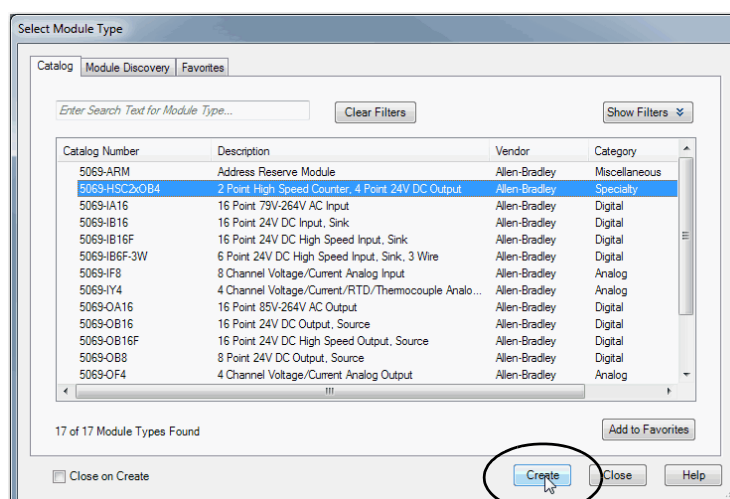 Select Module Type
Catalog Module Discovery Favorites
Enter Search Text for Module Type... Clear Filters Show Filters
Catalog Number Description Vendor Category
5069-ARM Address Reserve Module Allen-Bradley Miscellaneous
5069-HSC2xOB4 2 Point High Speed Counter, 4 Point 24V DC Output Allen-Bradley Specialty
5069-IA16 16 Point 79V-264V AC Input Allen-Bradley Digital
5069-IB16 16 Point 24V DC Input, Sink Allen-Bradley Digital
5069-IB16F 16 Point 24V DC High Speed Input, Sink Allen-Bradley Digital
5069-IB6F-3W 6 Point 24V DC High Speed Input, Sink, 3 Wire Allen-Bradley Digital
5069-IF8 8 Channel Voltage/Current Analog Input Allen-Bradley Analog
5069-IY4 4 Channel Voltage/Current/RTD/Thermocouple Analo... Allen-Bradley Analog
5069-OA16 16 Point 85V-264V AC Output Allen-Bradley Digital
5069-OB16 16 Point 24V DC Output, Source Allen-Bradley Digital
5069-OB16F 16 Point 24V DC High Speed Output, Source Allen-Bradley Digital
5069-OB8 8 Point 24V DC Output, Source Allen-Bradley Digital
5069-OF4 4 Channel Voltage/Current Analog Output Allen-Bradley Analog
17 of 17 Module Types Found Add to Favorites
Close on Create Create Close Help